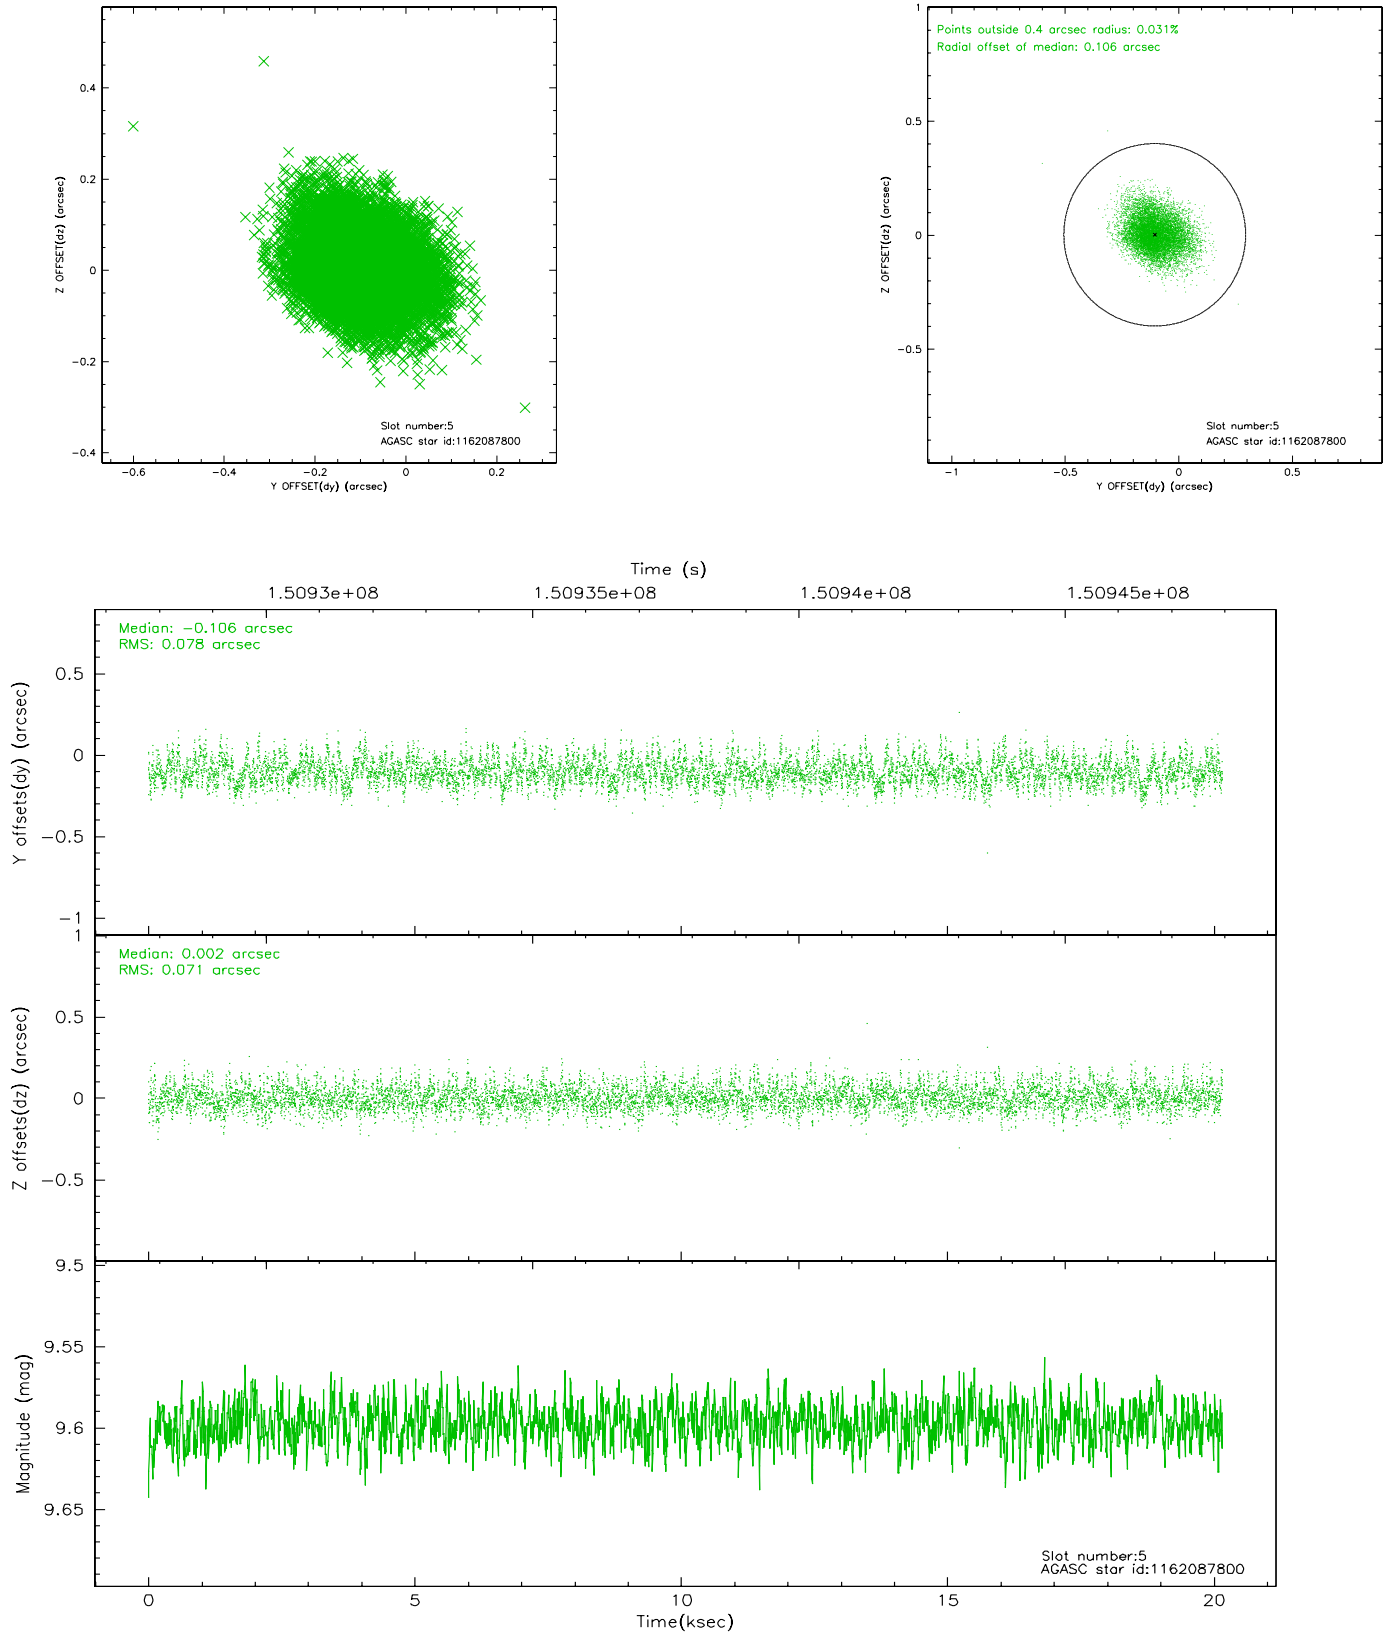 0.4
0.2
0
−0.2
−0.4
Z OFFSET(dz) (arcsec)
Slot number:5
AGASC star id:1162087800
−0.6 −0.4 −0.2 0 0.2
Y OFFSET(dy) (arcsec)
Points outside 0.4 arcsec radius: 0.031%
Radial offset of median: 0.106 arcsec
1
0.5
0
−0.5
Z OFFSET(dz) (arcsec)
Slot number:5
AGASC star id:1162087800
−1 −0.5 0 0.5
Y OFFSET(dy) (arcsec)
Time (s)
1.5093e+08 1.50935e+08 1.5094e+08 1.50945e+08
Median: −0.106 arcsec
RMS: 0.078 arcsec
0.5
0
−0.5
−1
Y offsets(dy) (arcsec)
Median: 0.002 arcsec
RMS: 0.071 arcsec
1
0.5
0
−0.5
Z offsets(dz) (arcsec)
9.5
9.55
9.6
9.65
Magnitude (mag)
Slot number:5
AGASC star id:1162087800
0 5 10 15 20
Time(ksec)